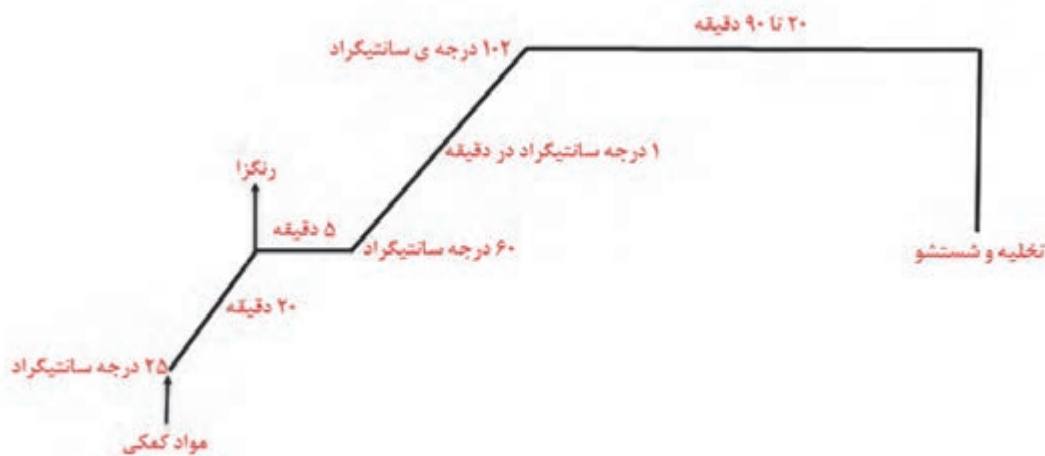 ۲۰ تا ۹۰ دقیقه
۱۰۲ درجه ی سانتیگراد
۱ درجه سانتیگراد در دقیقه
رنگزا
۵ دقیقه
۶۰ درجه سانتیگراد
تخلیه و شستشو
۲۰ دقیقه
۲۵ درجه سانتیگراد
مواد کمکی